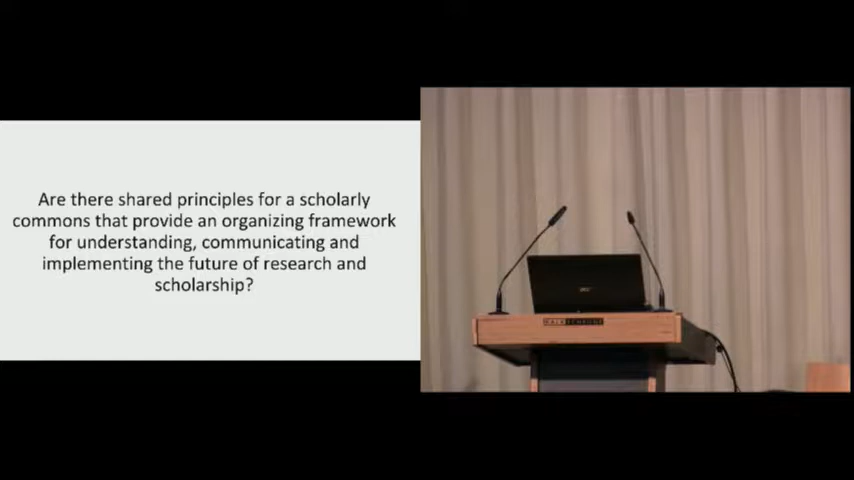 Are there shared principles for a scholarly
commons that provide an organizing framework
for understanding, communicating and
implementing the future of research and
scholarship?
acer